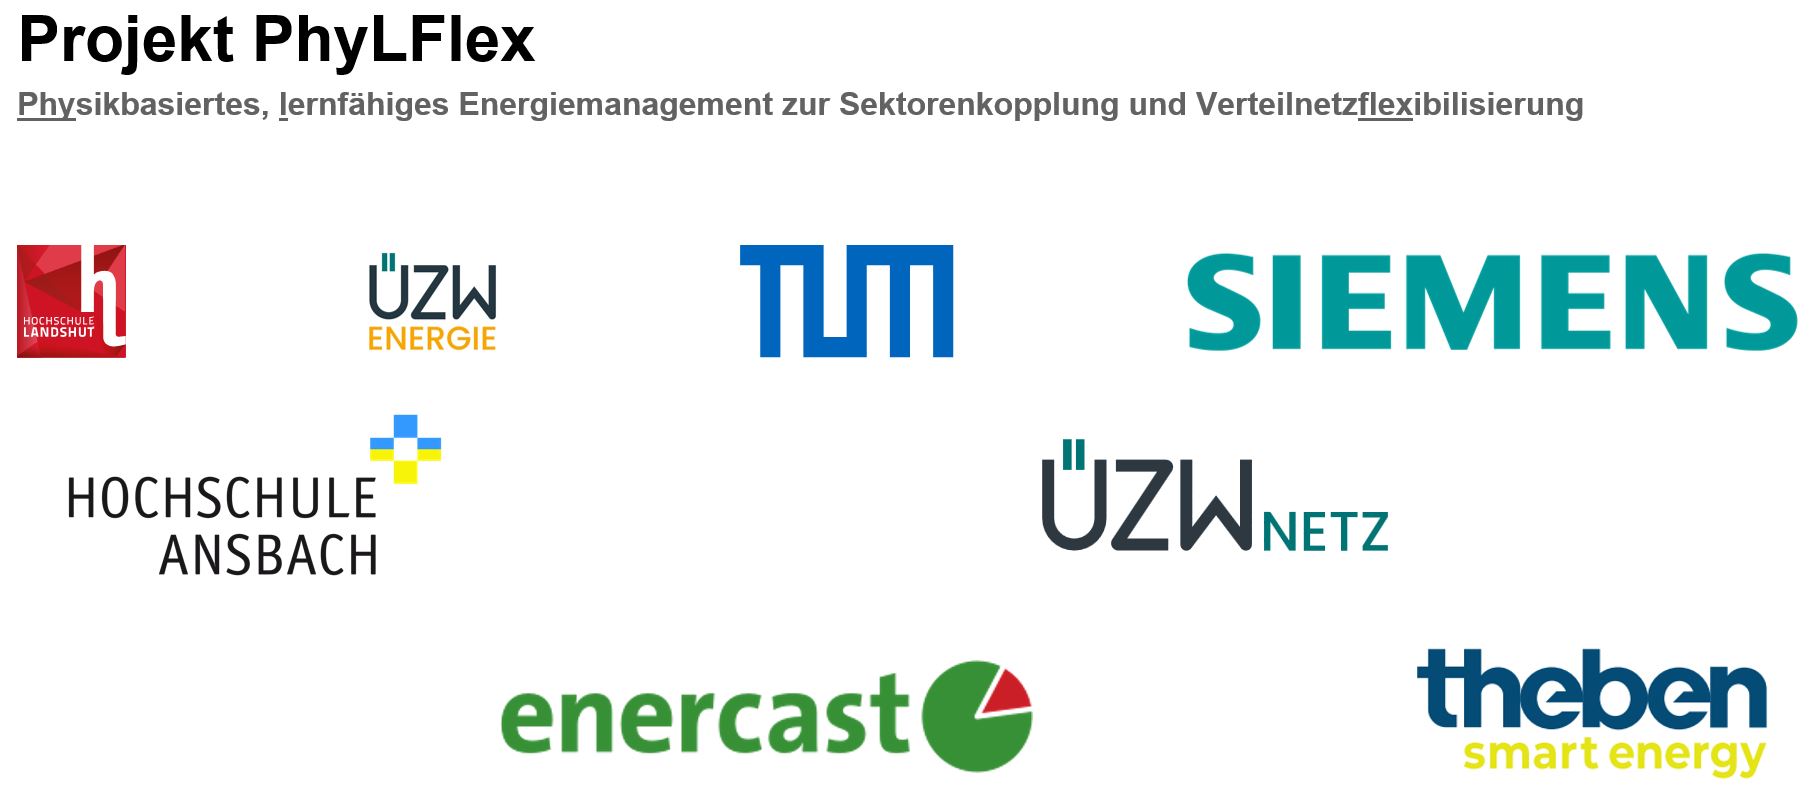 Projekt PhyLFlex
Physikbasiertes, lernfähiges Energiemanagement zur Sektorenkopplung und Verteilnetzflexibilisierung
h
HOCHSCHULE
LANDSHUT
ÜZW
ENERGIE
TUM
SIEMENS
HOCHSCHULE
ANSBACH
ÜZW NETZ
enercast
theben
smart energy